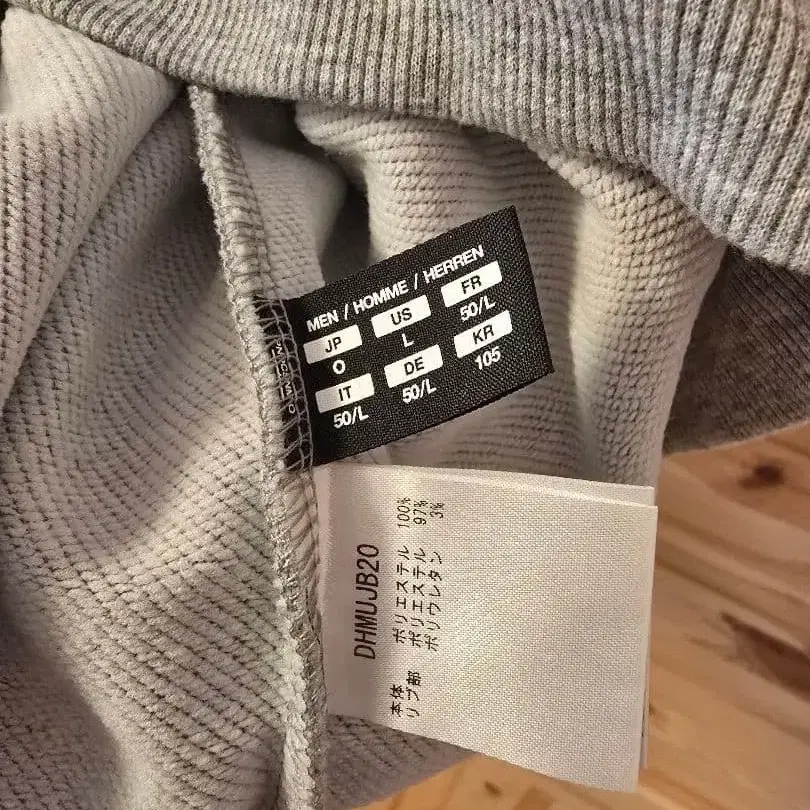 MEN / HOMME / HERREN
JP US FR
O L 50/L
IT DE KR
50/L 50/L 105
DHMUJB20
本体 ポリエステル 100%
リブ部 ポリエステル 97%
ポリウレタン 3%